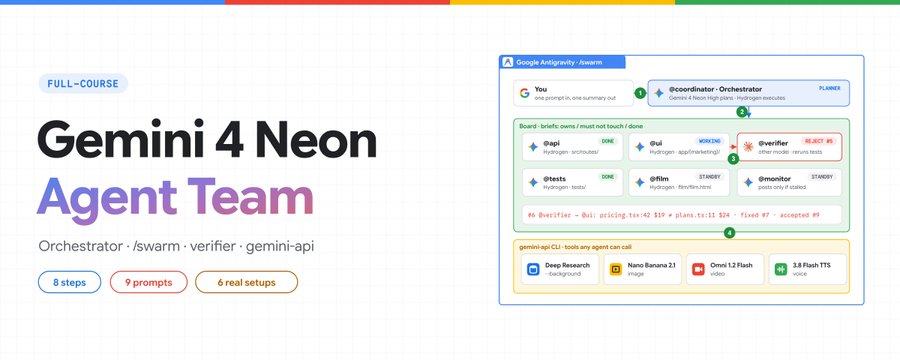 FULL-COURSE
Gemini 4 Neon
Agent Team
Orchestrator · /swarm · verifier · gemini-api
8 steps
9 prompts
6 real setups
Google Antigravity · /swarm
You
one prompt in, one summary out
1
@coordinator · Orchestrator
PLANNER
Gemini 4 Neon High plans · Hydrogen executes
2
Board · briefs: owns / must not touch / done
@api
DONE
Hydrogen · src/routes/
@ui
WORKING
Hydrogen · app/(marketing)/
@verifier
REJECT #5
other model · reruns tests
3
@tests
DONE
Hydrogen · tests/
@film
STANDBY
Hydrogen · film/film.html
@monitor
STANDBY
posts only if stalled
#6 @verifier → @ui: pricing.tsx:42 $19 ≠ plans.ts:11 $24 · fixed #7 · accepted #9
4
gemini-api CLI · tools any agent can call
Deep Research
--background
Nano Banana 2.1
image
Omni 1.2 Flash
video
3.8 Flash TTS
voice